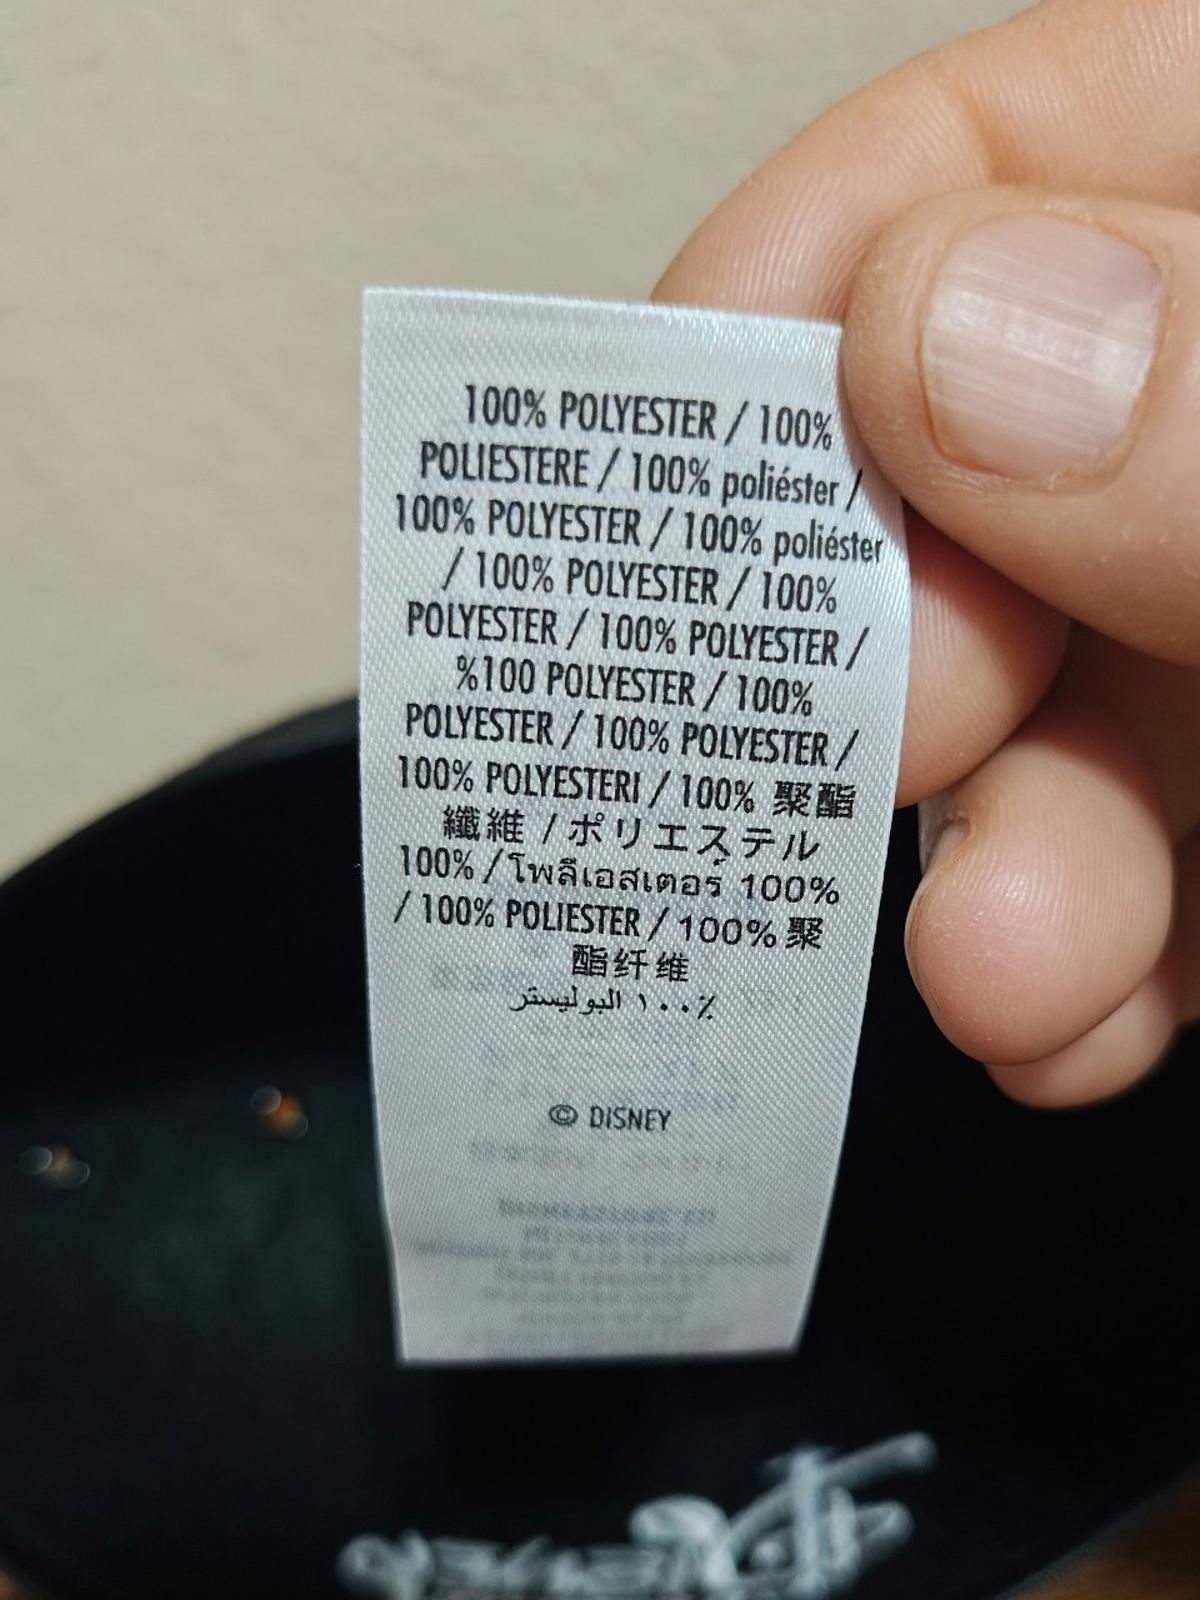 100% POLYESTER / 100%
POLIESTERE / 100% poliéster /
100% POLYESTER / 100% poliéster
/ 100% POLYESTER / 100%
POLYESTER / 100% POLYESTER /
%100 POLYESTER / 100%
POLYESTER / 100% POLYESTER /
100% POLYESTERI / 100% 聚酯
纖維 / ポリエステル
100% / โพลีเอสเตอร์ 100%
/ 100% POLIESTER / 100% 聚
酯纤维
٪١٠٠ البوليستر
© DISNEY